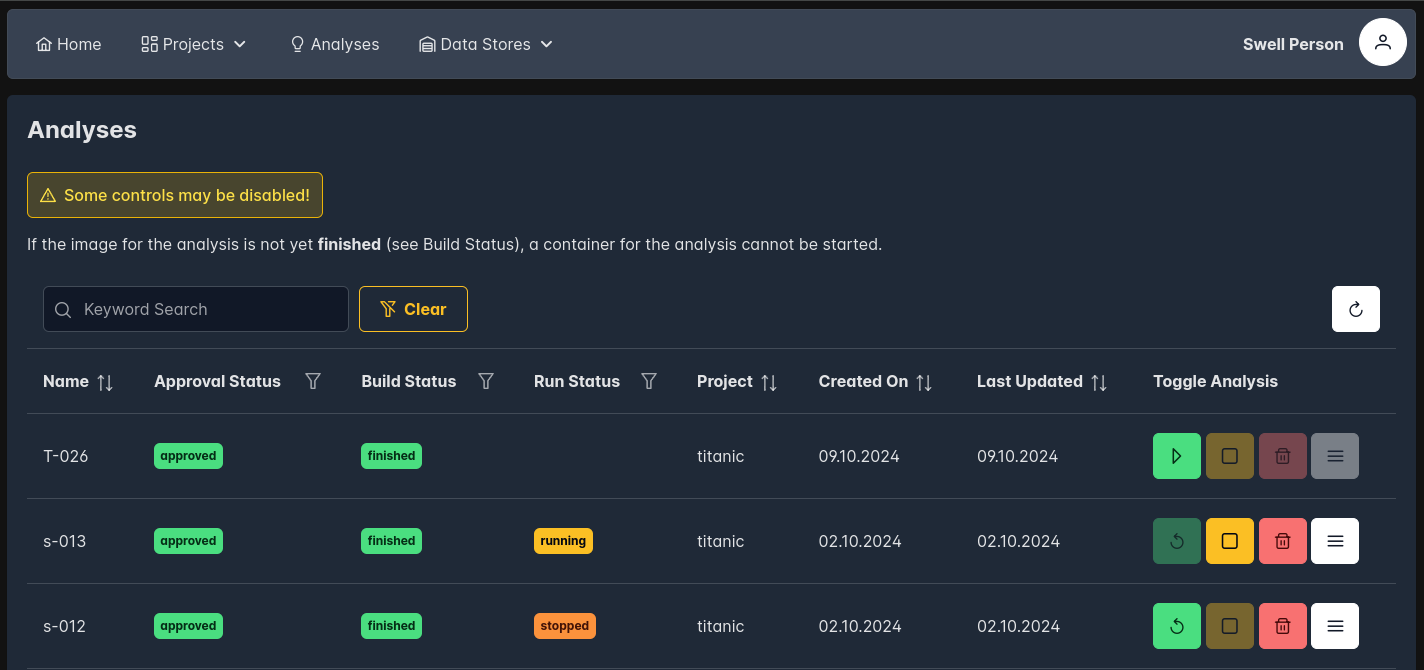 Home Projects Analyses Data Stores Swell Person
Analyses
Some controls may be disabled!
If the image for the analysis is not yet finished (see Build Status), a container for the analysis cannot be started.
Keyword Search Clear
Name Approval Status Build Status Run Status Project Created On Last Updated Toggle Analysis
T-026 approved finished titanic 09.10.2024 09.10.2024
s-013 approved finished running titanic 02.10.2024 02.10.2024
s-012 approved finished stopped titanic 02.10.2024 02.10.2024